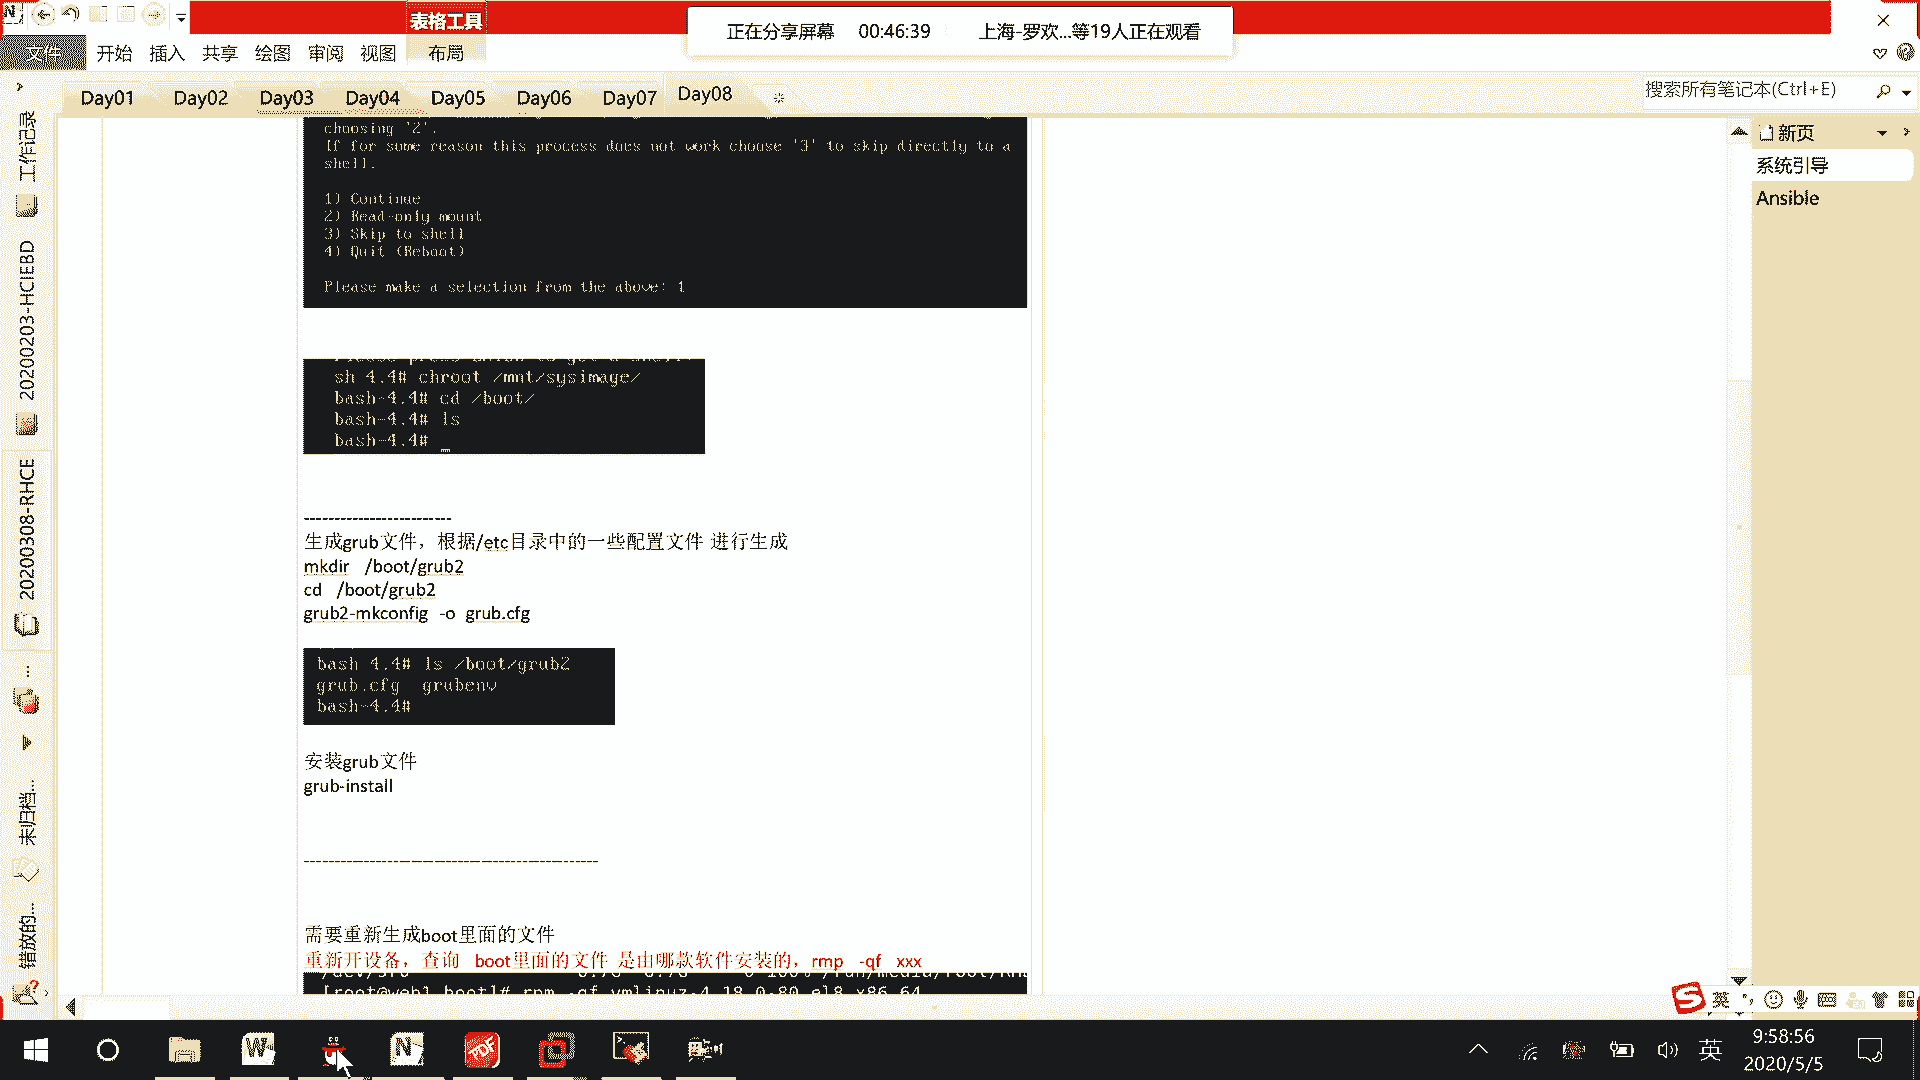 表格工具
正在分享屏幕 00:46:39 上海-罗欢...等19人正在观看
文件 开始 插入 共享 绘图 审阅 视图 布局
Day01 Day02 Day03 Day04 Day05 Day06 Day07 Day08
搜索所有笔记本(Ctrl+E)
工作记录
20200203-HCIEBD
20200308-RHCE
...
未归档...
错放的...
新页
系统引导
Ansible
choosing '2'.
If for some reason this process does not work choose '3' to skip directly to a
shell.
1) Continue
2) Read-only mount
3) Skip to shell
4) Quit (Reboot)
Please make a selection from the above: 1
sh 4.4# chroot /mnt/sysimage/
bash-4.4# cd /boot/
bash-4.4# ls
bash-4.4# _
------------------------
生成grub文件，根据/etc目录中的一些配置文件 进行生成
mkdir /boot/grub2
cd /boot/grub2
grub2-mkconfig -o grub.cfg
bash 4.4# ls /boot/grub2
grub.cfg grubenv
bash-4.4#
安装grub文件
grub-install
------------------------------------------------
需要重新生成boot里面的文件
重新开设备，查询 boot里面的文件 是由哪款软件安装的，rmp -qf xxx
[root@web1 boot]# rpm -qf vmlinuz-4.18.0-80.el8.x86_64
英
英
9:58:56
2020/5/5